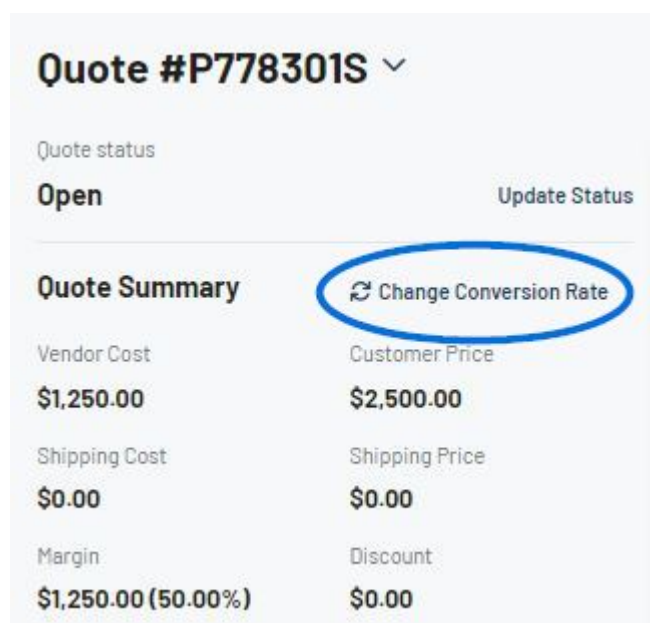 Quote #P778301S
Quote status
Open
Update Status
Quote Summary
Change Conversion Rate
Vendor Cost
Customer Price
$1,250.00
$2,500.00
Shipping Cost
Shipping Price
$0.00
$0.00
Margin
Discount
$1,250.00 (50.00%)
$0.00